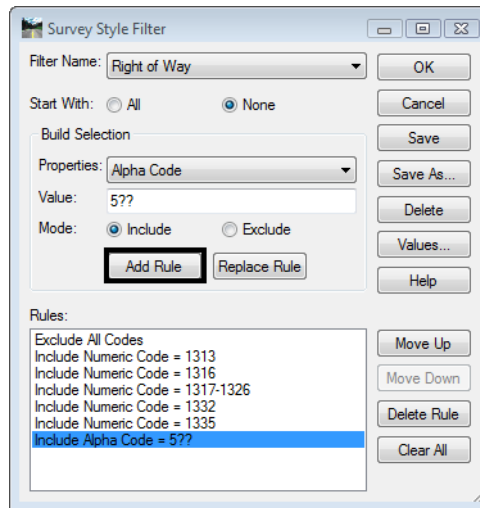 Survey Style Filter
Filter Name: Right of Way OK
Start With: All None Cancel
Build Selection Save
Properties: Alpha Code Save As...
Value: 5?? Delete
Mode: Include Exclude Values...
Add Rule Replace Rule Help
Rules:
Exclude All Codes Move Up
Include Numeric Code = 1313
Include Numeric Code = 1316 Move Down
Include Numeric Code = 1317-1326
Include Numeric Code = 1332 Delete Rule
Include Numeric Code = 1335
Include Alpha Code = 5?? Clear All